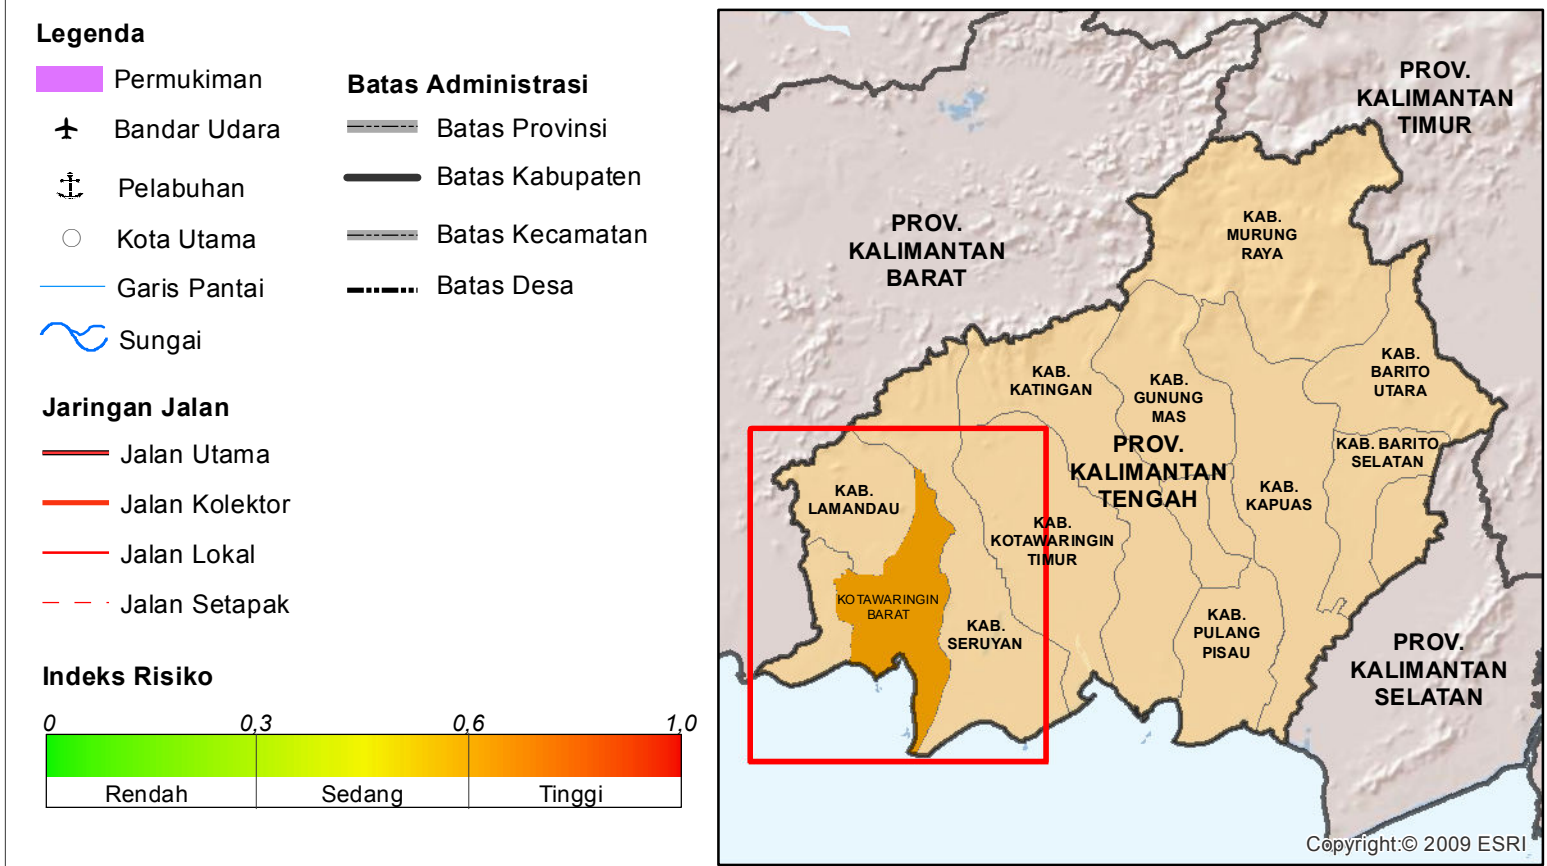 Legenda
Permukiman
Bandar Udara
Pelabuhan
Kota Utama
Garis Pantai
Sungai
Batas Administrasi
Batas Provinsi
Batas Kabupaten
Batas Kecamatan
Batas Desa
Jaringan Jalan
Jalan Utama
Jalan Kolektor
Jalan Lokal
Jalan Setapak
Indeks Risiko
0 0,3 0,6 1,0
Rendah Sedang Tinggi
PROV.
KALIMANTAN
TIMUR
PROV.
KALIMANTAN
BARAT
KAB.
MURUNG
RAYA
KAB.
BARITO
UTARA
KAB.
KATINGAN
KAB.
GUNUNG
MAS
PROV.
KALIMANTAN
TENGAH
KAB. BARITO
SELATAN
KAB.
LAMANDAU
KAB.
KAPUAS
KAB.
KOTAWARINGIN
TIMUR
KOTAWARINGIN
BARAT
KAB.
SERUYAN
KAB.
PULANG
PISAU
PROV.
KALIMANTAN
SELATAN
Copyright:© 2009 ESRI